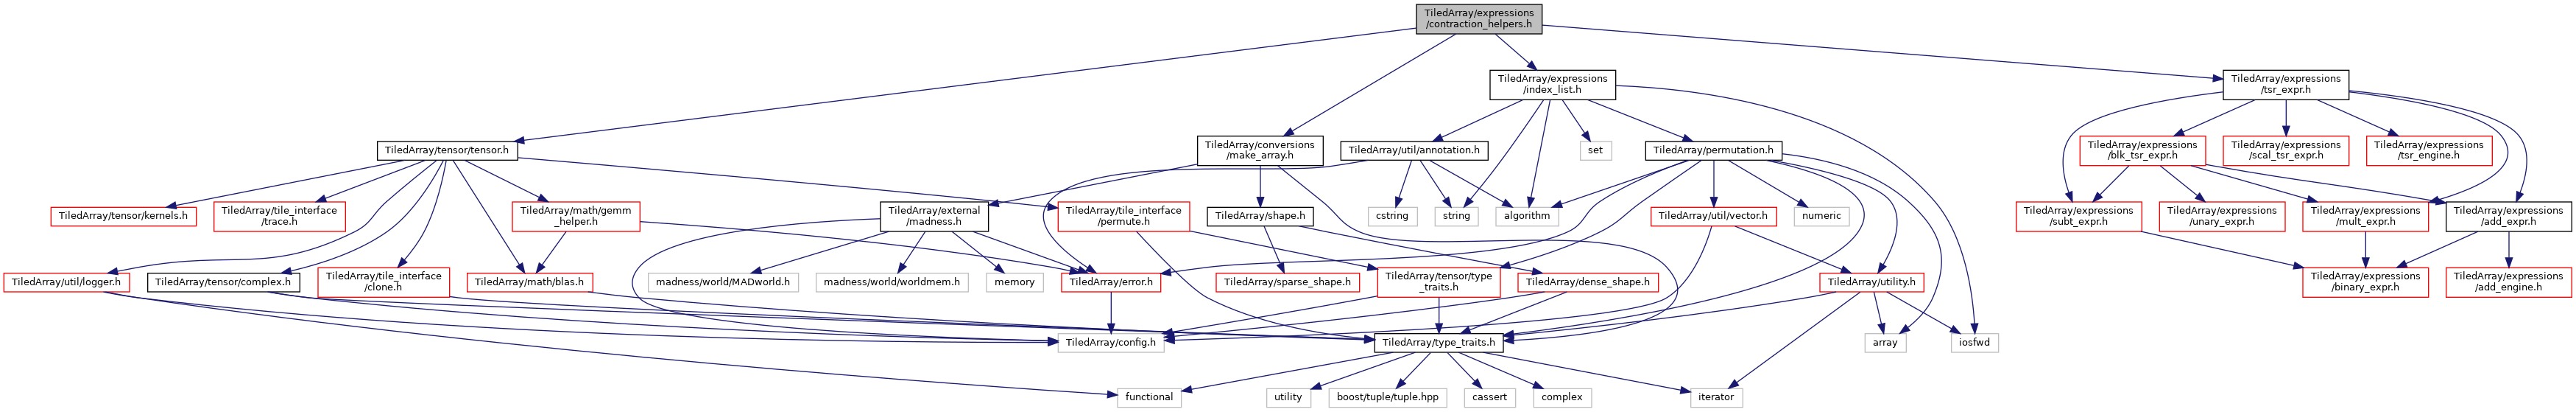 TiledArray/expressions
/contraction_helpers.h
TiledArray/expressions
/index_list.h
TiledArray/expressions
/tsr_expr.h
TiledArray/tensor/tensor.h
TiledArray/conversions
/make_array.h
TiledArray/util/annotation.h
set
TiledArray/permutation.h
TiledArray/expressions
/blk_tsr_expr.h
TiledArray/expressions
/scal_tsr_expr.h
TiledArray/expressions
/tsr_engine.h
TiledArray/tensor/kernels.h
TiledArray/tile_interface
/trace.h
TiledArray/math/gemm
_helper.h
TiledArray/external
/madness.h
TiledArray/tile_interface
/permute.h
TiledArray/shape.h
cstring
string
algorithm
TiledArray/util/vector.h
numeric
TiledArray/expressions
/subt_expr.h
TiledArray/expressions
/unary_expr.h
TiledArray/expressions
/mult_expr.h
TiledArray/expressions
/add_expr.h
TiledArray/util/logger.h
TiledArray/tensor/complex.h
TiledArray/tile_interface
/clone.h
TiledArray/math/blas.h
madness/world/MADworld.h
madness/world/worldmem.h
memory
TiledArray/error.h
TiledArray/sparse_shape.h
TiledArray/tensor/type
_traits.h
TiledArray/dense_shape.h
TiledArray/utility.h
TiledArray/expressions
/binary_expr.h
TiledArray/expressions
/add_engine.h
TiledArray/config.h
TiledArray/type_traits.h
array
iosfwd
functional
utility
boost/tuple/tuple.hpp
cassert
complex
iterator